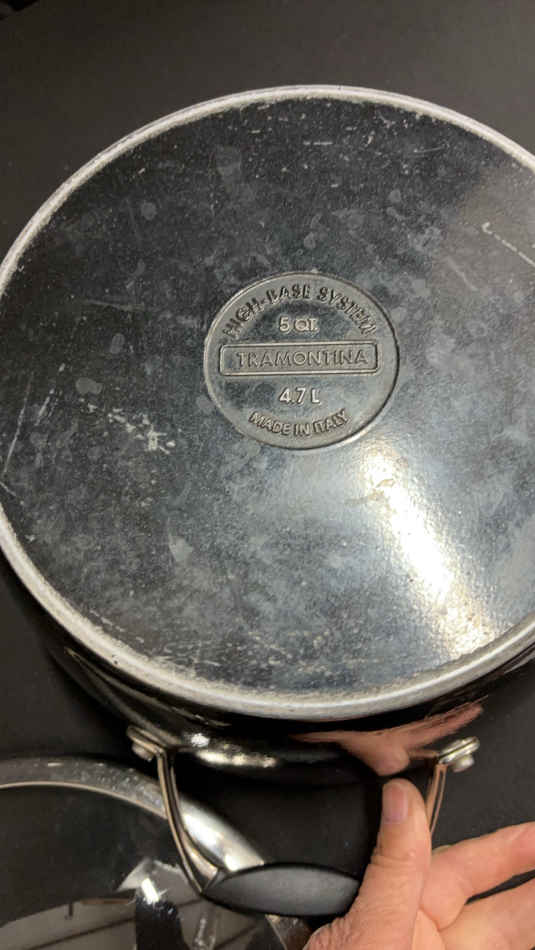 HIGH-BASE SYSTEM
5 QT.
TRAMONTINA
4.7 L
MADE IN ITALY